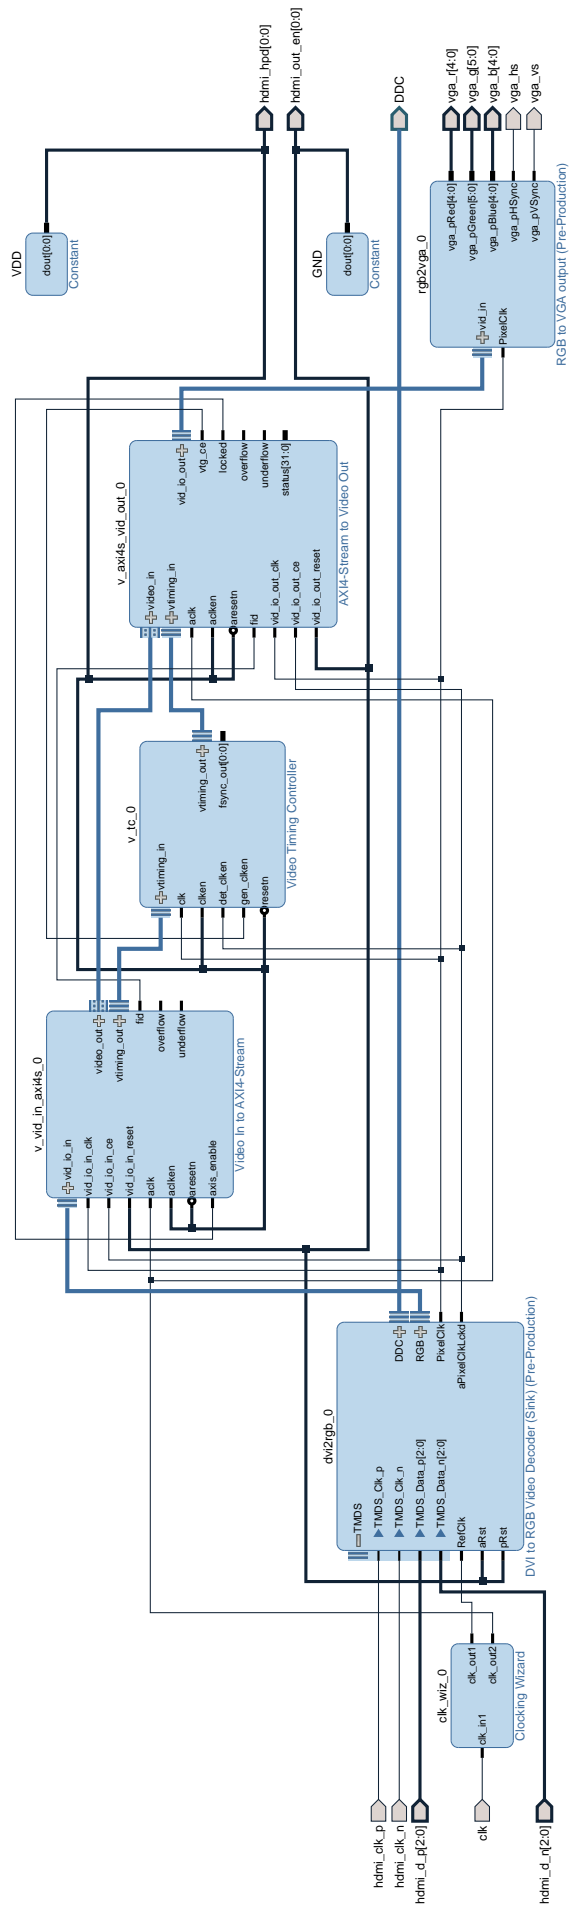 hdmi_clk_p
hdmi_clk_n
hdmi_d_p[2:0]
clk
hdmi_d_n[2:0]
clk_wiz_0
clk_in1
clk_out1
clk_out2
Clocking Wizard
dvi2rgb_0
TMDS
TMDS_Clk_p
TMDS_Clk_n
TMDS_Data_p[2:0]
TMDS_Data_n[2:0]
RefClk
aRst
pRst
DDC
RGB
PixelClk
aPixelClkLckd
DVI to RGB Video Decoder (Sink) (Pre-Production)
v_vid_in_axi4s_0
vid_io_in
vid_io_in_clk
vid_io_in_ce
vid_io_in_reset
aclk
aclken
aresetn
axis_enable
video_out
vtiming_out
fid
overflow
underflow
Video In to AXI4-Stream
v_tc_0
vtiming_in
clk
clken
det_clken
gen_clken
resetn
vtiming_out
fsync_out[0:0]
Video Timing Controller
v_axi4s_vid_out_0
video_in
vtiming_in
aclk
aclken
aresetn
fid
vid_io_out_clk
vid_io_out_ce
vid_io_out_reset
vid_io_out
vtg_ce
locked
overflow
underflow
status[31:0]
AXI4-Stream to Video Out
VDD
dout[0:0]
Constant
GND
dout[0:0]
Constant
rgb2vga_0
vid_in
PixelClk
vga_pRed[4:0]
vga_pGreen[5:0]
vga_pBlue[4:0]
vga_pHSync
vga_pVSync
RGB to VGA output (Pre-Production)
hdmi_hpd[0:0]
hdmi_out_en[0:0]
DDC
vga_r[4:0]
vga_g[5:0]
vga_b[4:0]
vga_hs
vga_vs